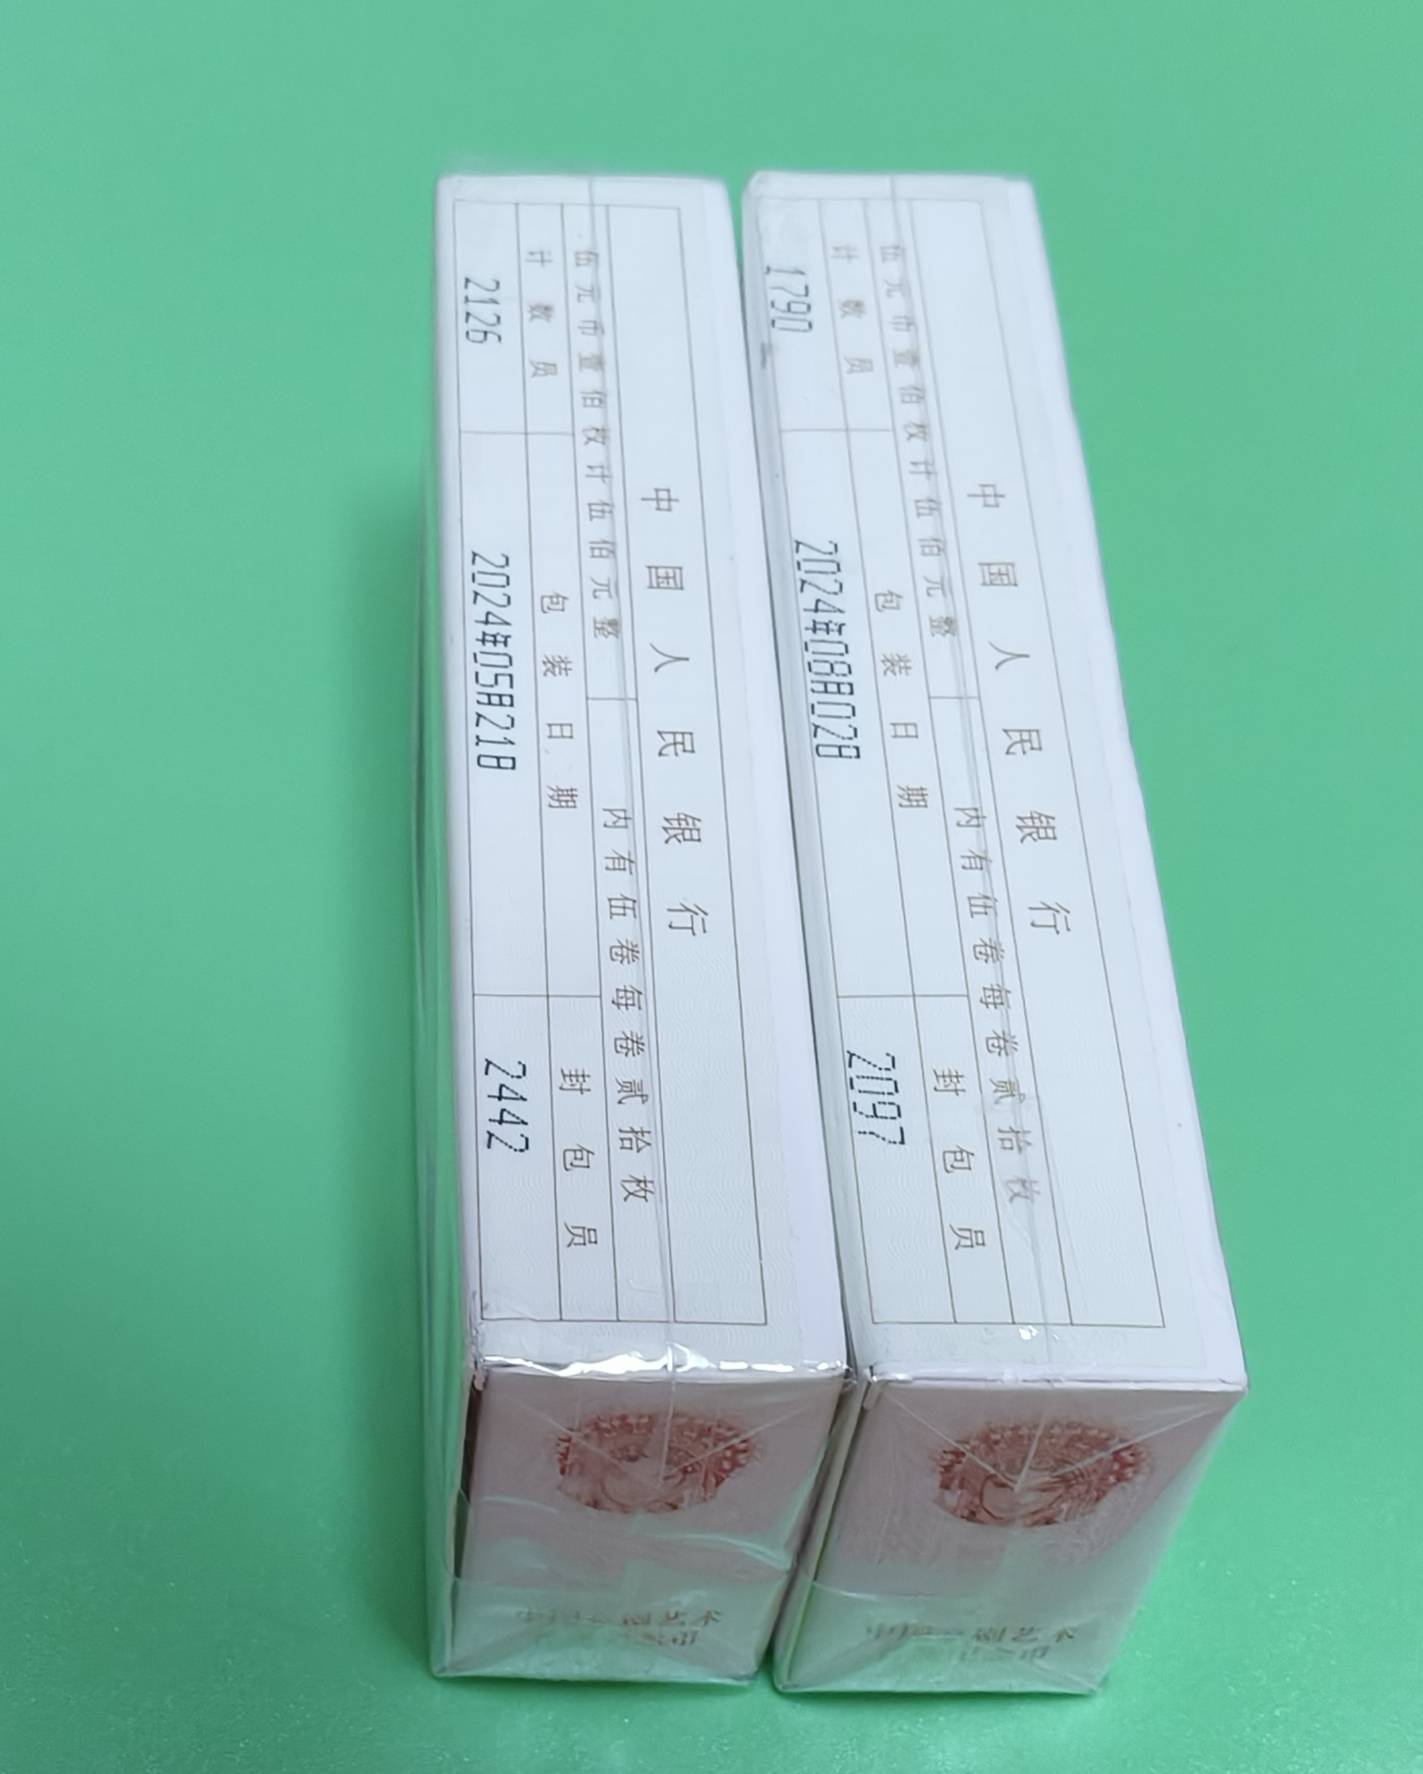 中国人民银行
伍元币壹佰枚计伍佰元整
内有伍卷每卷贰拾枚
计数员
包装日期
封包员
2126
2024年05月21日
2442
中国人民银行
伍元币壹佰枚计伍佰元整
内有伍卷每卷贰拾枚
计数员
包装日期
封包员
1790
2024年08月02日
2097